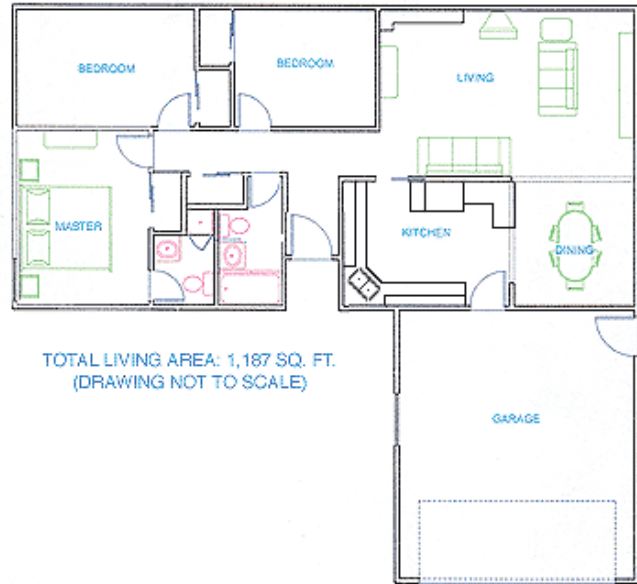 BEDROOM
BEDROOM
LIVING
MASTER
KITCHEN
DINING
TOTAL LIVING AREA: 1,187 SQ. FT.
(DRAWING NOT TO SCALE)
GARAGE